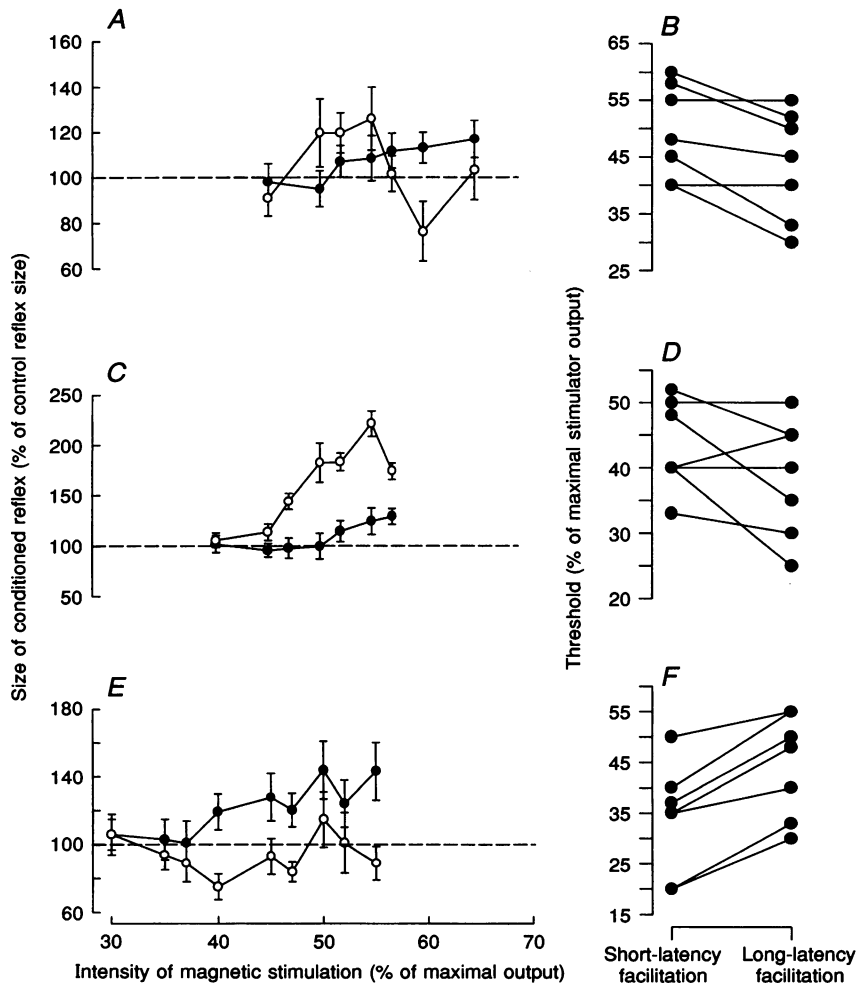 A
160
140
120
100
80
60
B
65
55
45
35
25
C
250
200
150
100
50
D
50
40
30
20
E
180
140
100
60
30
40
50
60
70
F
55
45
35
25
15
Size of conditioned reflex (% of control reflex size)
Threshold (% of maximal stimulator output)
Intensity of magnetic stimulation (% of maximal output)
Short-latency
facilitation
Long-latency
facilitation